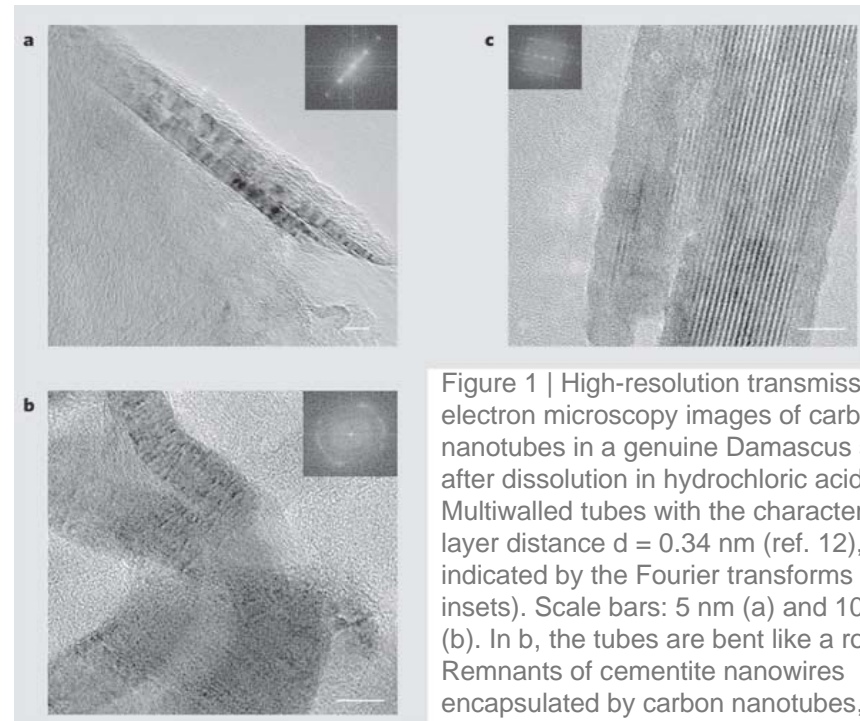 a
c
b
Figure 1 | High-resolution transmiss
electron microscopy images of carb
nanotubes in a genuine Damascus
after dissolution in hydrochloric acid
Multiwalled tubes with the character
layer distance d = 0.34 nm (ref. 12),
indicated by the Fourier transforms
insets). Scale bars: 5 nm (a) and 10
(b). In b, the tubes are bent like a ro
Remnants of cementite nanowires
encapsulated by carbon nanotubes,